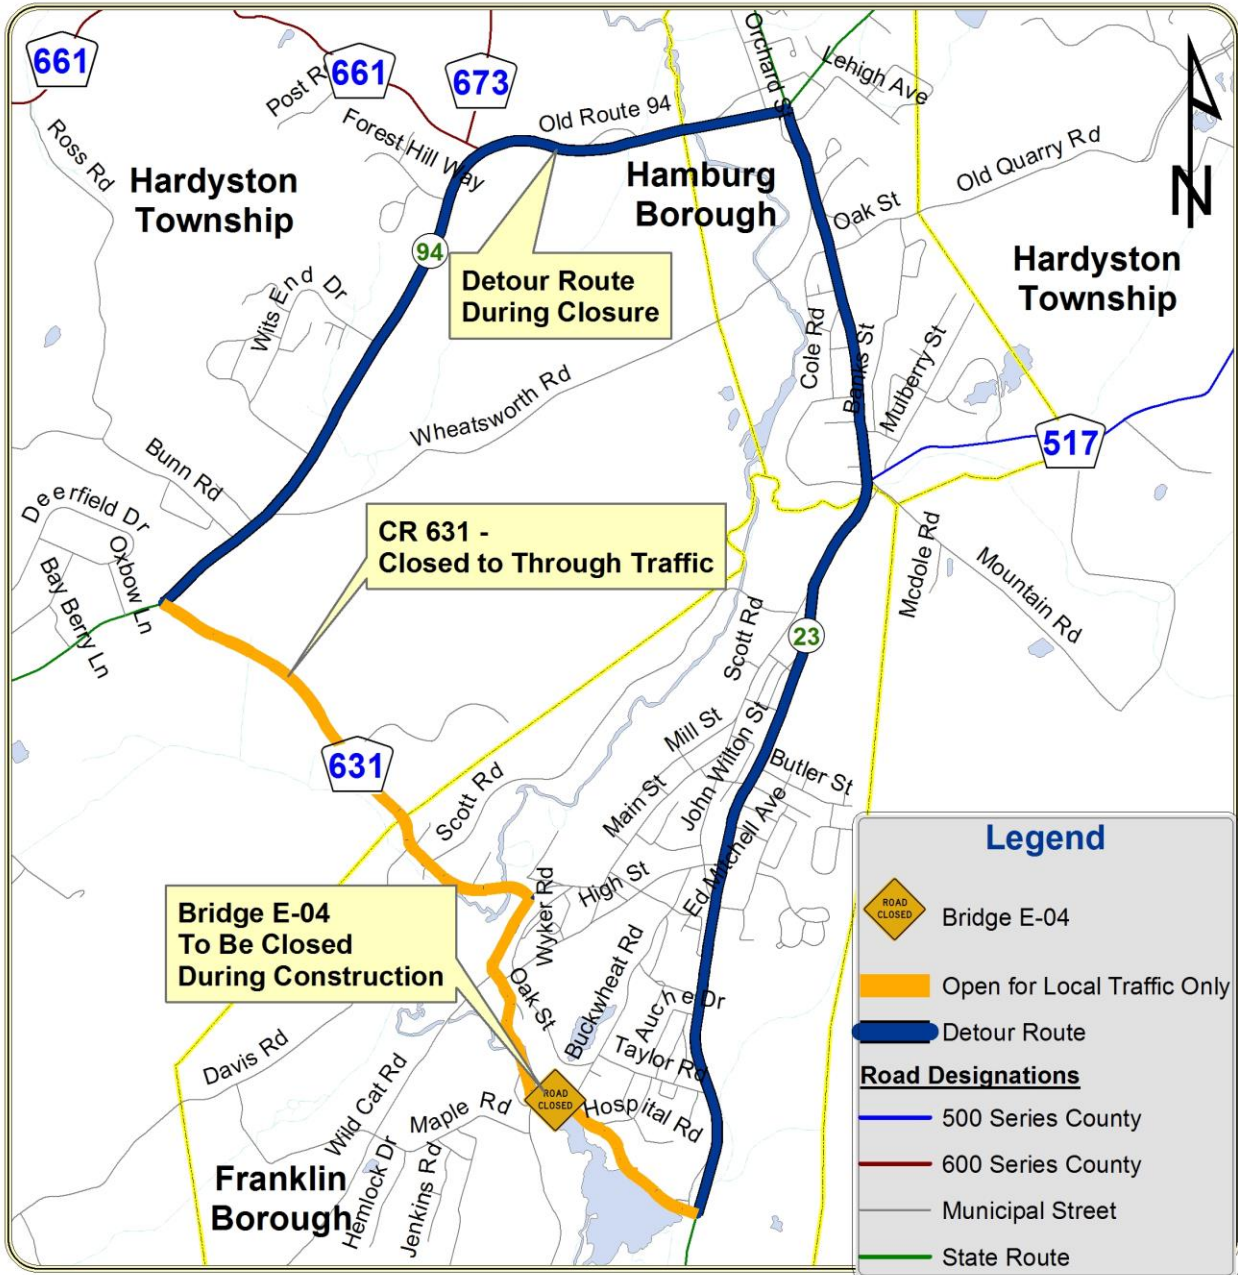 661
661
673
Post Rd
Orchard St
Lehigh Ave
Old Route 94
Forest Hill Way
Ross Rd
Hardyston
Township
Hamburg
Borough
Oak St
Old Quarry Rd
N
94
Detour Route
During Closure
Hardyston
Township
Wits End Dr
Cole Rd
Banks St
Mulberry St
Wheatsworth Rd
517
Bunn Rd
Deerfield Dr
Oxbow Ln
Bay Berry Ln
CR 631 -
Closed to Through Traffic
Mcdole Rd
Mountain Rd
Scott Rd
23
631
Mill St
John Wilton St
Butler St
Scott Rd
Main St
Ed Mitchell Ave
High St
Wyker Rd
Bridge E-04
To Be Closed
During Construction
Oak St
Buckwheat Rd
Auche Dr
Taylor Rd
Davis Rd
Wild Cat Rd
Maple Rd
ROAD
CLOSED
Hospital Rd
Hemlock Dr
Jenkins Rd
Franklin
Borough
Legend
ROAD
CLOSED
Bridge E-04
Open for Local Traffic Only
Detour Route
Road Designations
500 Series County
600 Series County
Municipal Street
State Route